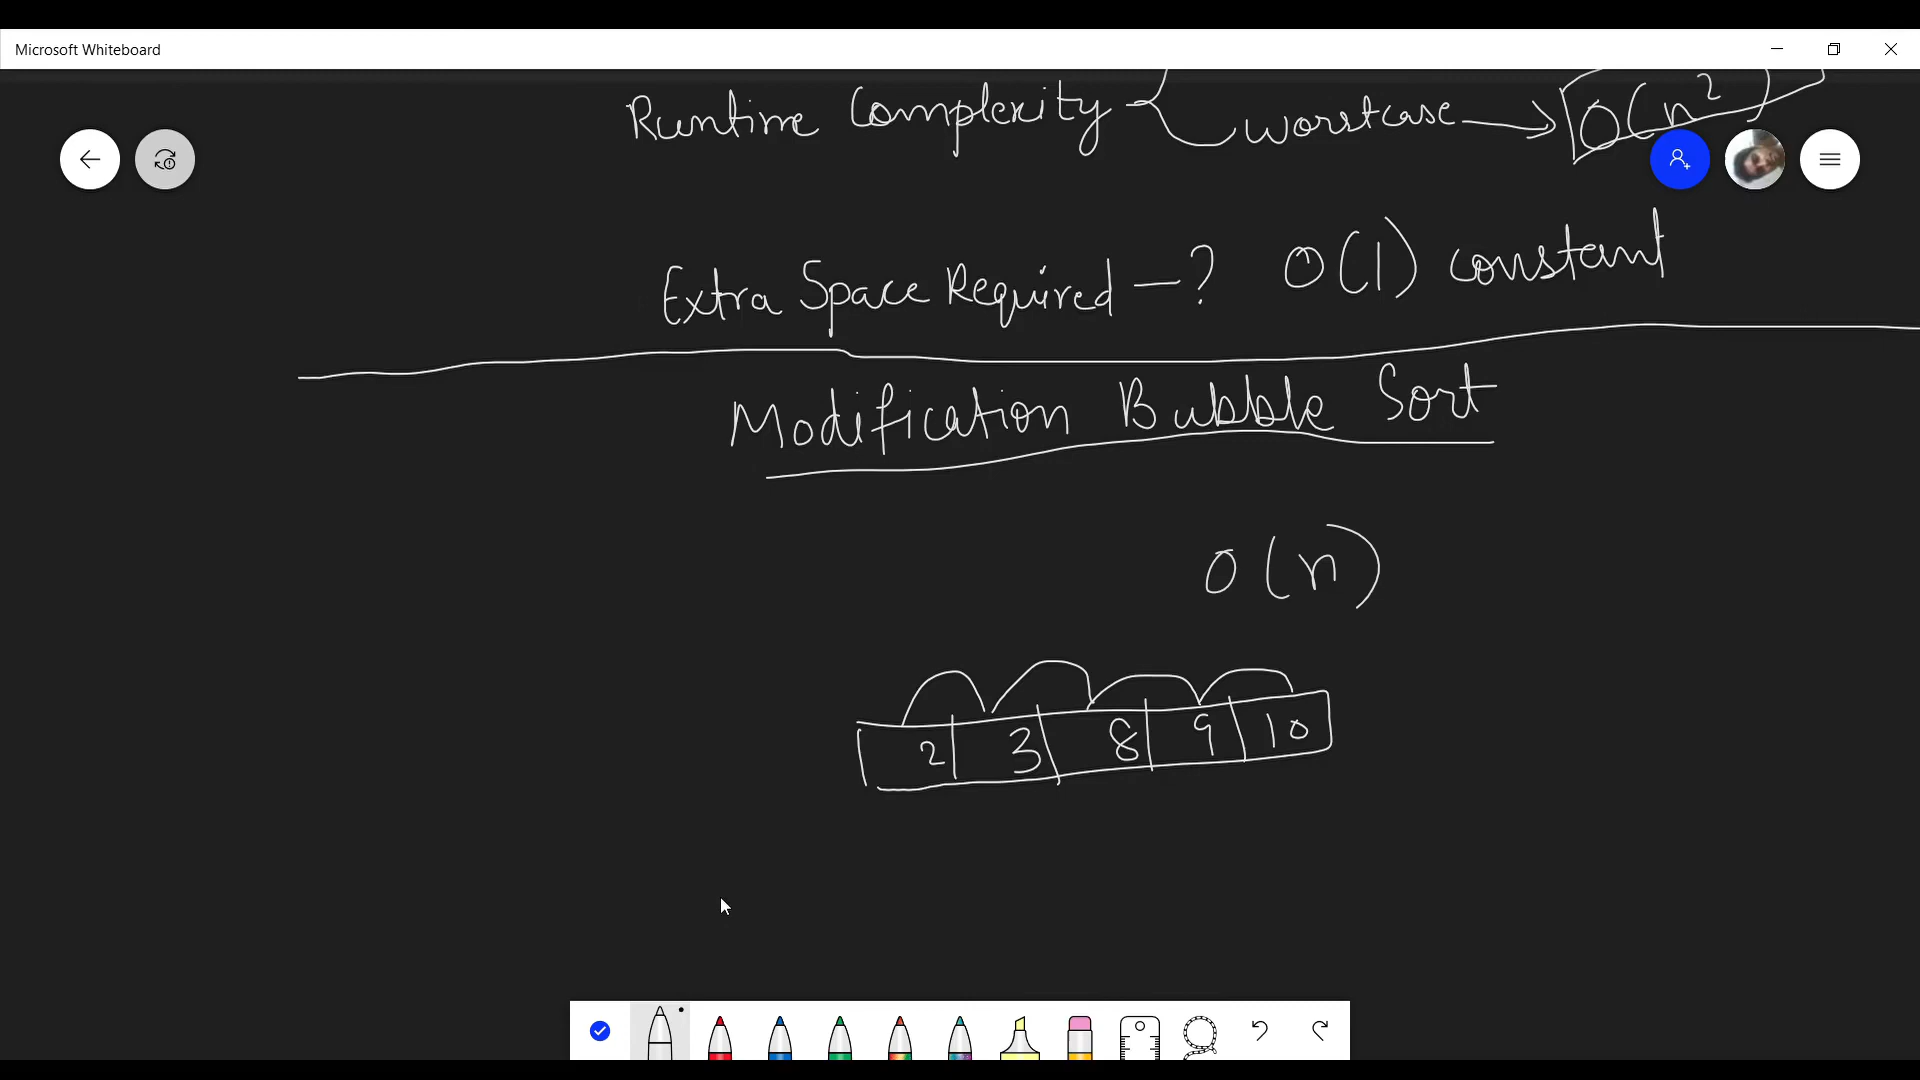 Microsoft Whiteboard
Runtime Complexity worstcase O(n²)
Extra Space Required — ? O(1) constant
Modification Bubble Sort
O(n)
2 3 8 9 10